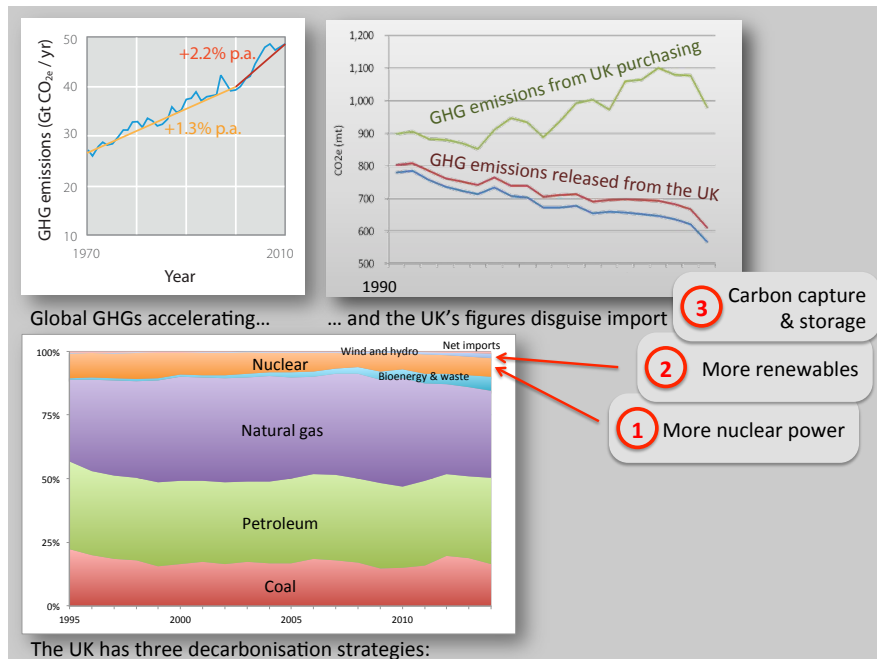 50
40
30
20
10
GHG emissions (Gt CO2e / yr)
+2.2% p.a.
+1.3% p.a.
1970
2010
Year
1,200
1,100
1,000
900
800
700
600
500
CO2e (mt)
GHG emissions from UK purchasing
GHG emissions released from the UK
1990
Global GHGs accelerating…
… and the UK's figures disguise import
3 Carbon capture
& storage
2 More renewables
1 More nuclear power
100%
75%
50%
25%
0%
Net imports
Wind and hydro
Nuclear
Bioenergy & waste
Natural gas
Petroleum
Coal
1995
2000
2005
2010
The UK has three decarbonisation strategies: